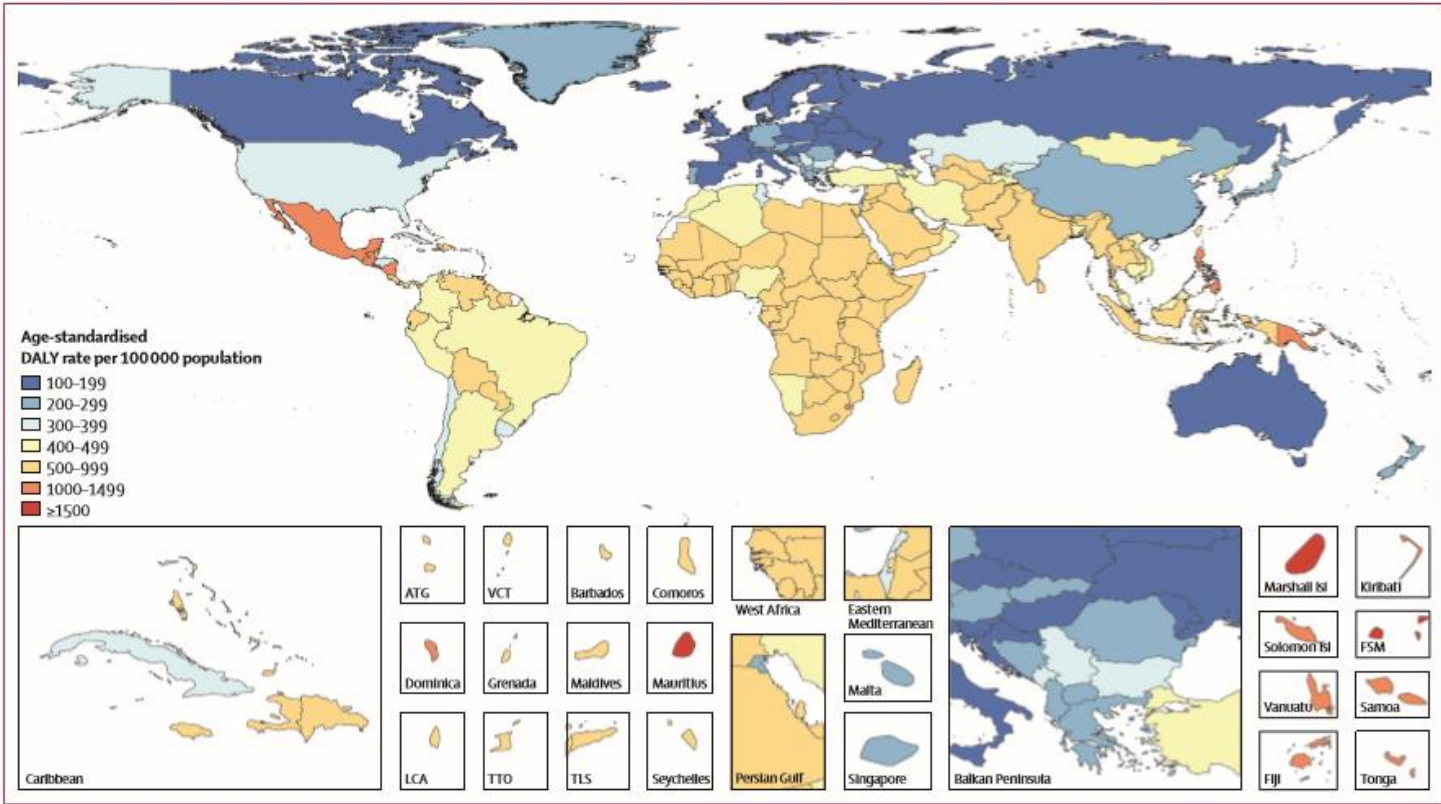 Age-standardised
DALY rate per 100 000 population
100–199
200–299
300–399
400–499
500–999
1000–1499
≥1500
Caribbean
ATG
VCT
Barbados
Comoros
West Africa
Eastern
Mediterranean
Marshall Isl
Kiribati
Dominica
Grenada
Maldives
Mauritius
Malta
Solomon Isl
FSM
Vanuatu
Samoa
LCA
TTO
TLS
Seychelles
Persian Gulf
Singapore
Balkan Peninsula
Fiji
Tonga